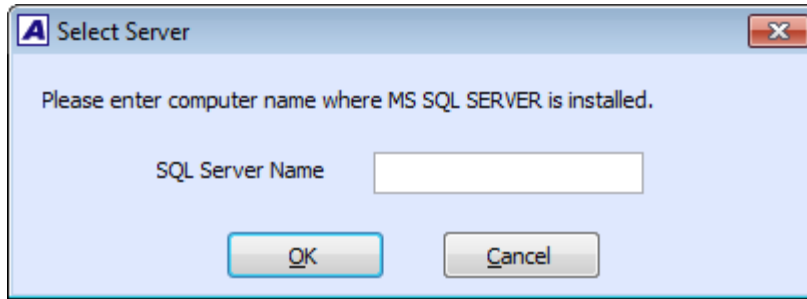 A Select Server
Please enter computer name where MS SQL SERVER is installed.
SQL Server Name
OK Cancel